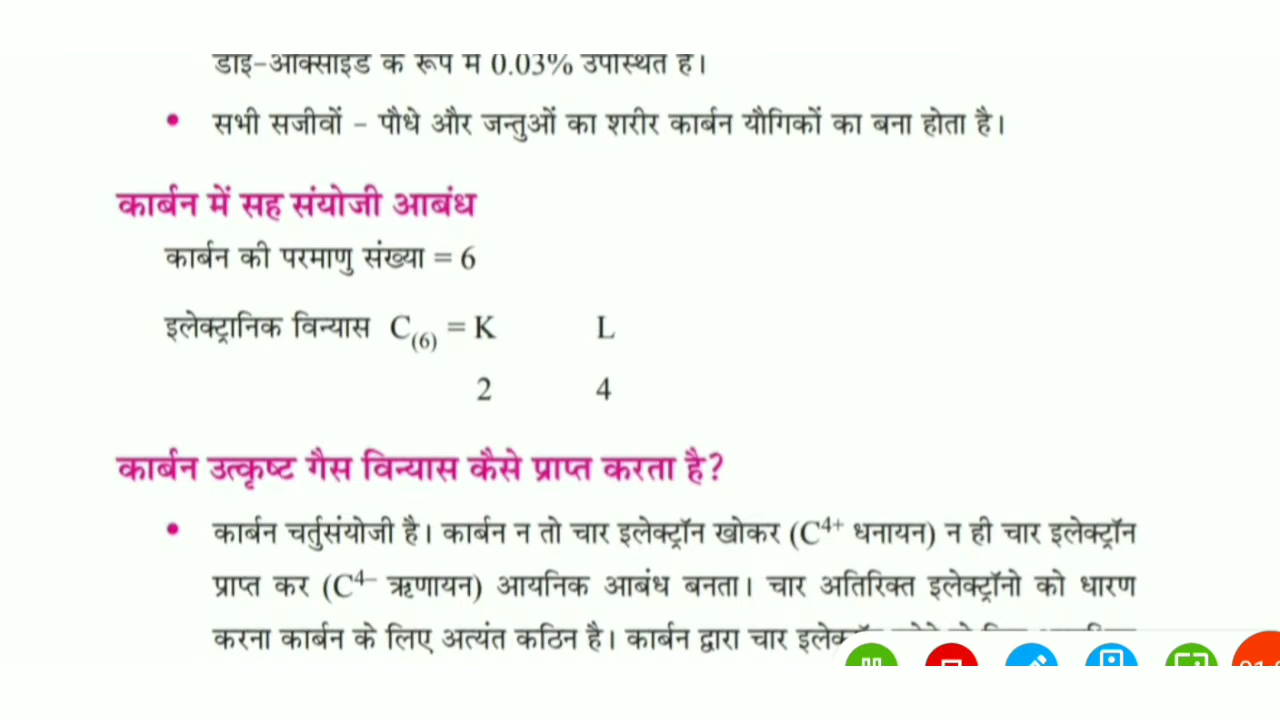 डाइ-ऑक्साइड के रूप में 0.03% उपस्थित है।
• सभी सजीवों - पौधे और जन्तुओं का शरीर कार्बन यौगिकों का बना होता है।
कार्बन में सह संयोजी आबंध
कार्बन की परमाणु संख्या = 6
इलेक्ट्रानिक विन्यास C(6) = K L
2 4
कार्बन उत्कृष्ट गैस विन्यास कैसे प्राप्त करता है?
• कार्बन चर्तुसंयोजी है। कार्बन न तो चार इलेक्ट्रॉन खोकर (C⁴⁺ धनायन) न ही चार इलेक्ट्रॉन
प्राप्त कर (C⁴⁻ ऋणायन) आयनिक आबंध बनता। चार अतिरिक्त इलेक्ट्रॉनो को धारण
करना कार्बन के लिए अत्यंत कठिन है। कार्बन द्वारा चार